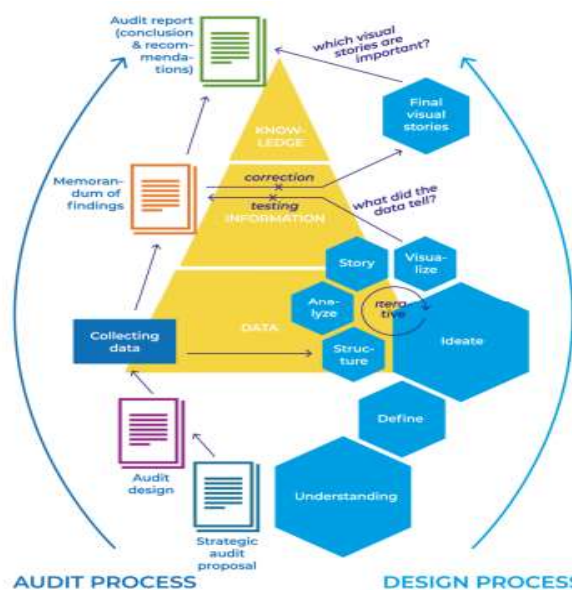 Audit report
(conclusion
& recom-
menda-
tions)
which visual
stories are
important?
Final
visual
stories
KNOW-
LEDGE
Memoran-
dum of
findings
correction
testing
INFORMATION
what did the
data tell?
Story
Visua-
lize
Ana-
lyze
Itera-
tive
DATA
Struc-
ture
Ideate
Collecting
data
Define
Audit
design
Understanding
Strategic
audit
proposal
AUDIT PROCESS
DESIGN PROCESS